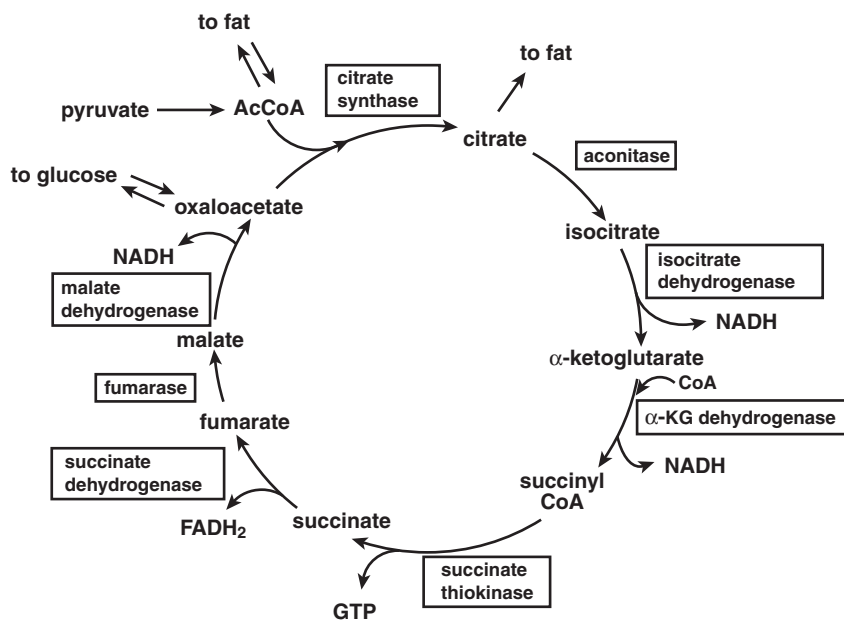 to fat
to fat
citrate
synthase
pyruvate
AcCoA
citrate
aconitase
to glucose
oxaloacetate
isocitrate
NADH
isocitrate
dehydrogenase
malate
dehydrogenase
NADH
malate
α-ketoglutarate
CoA
fumarase
α-KG dehydrogenase
fumarate
NADH
succinate
dehydrogenase
succinyl
CoA
FADH₂
succinate
succinate
thiokinase
GTP